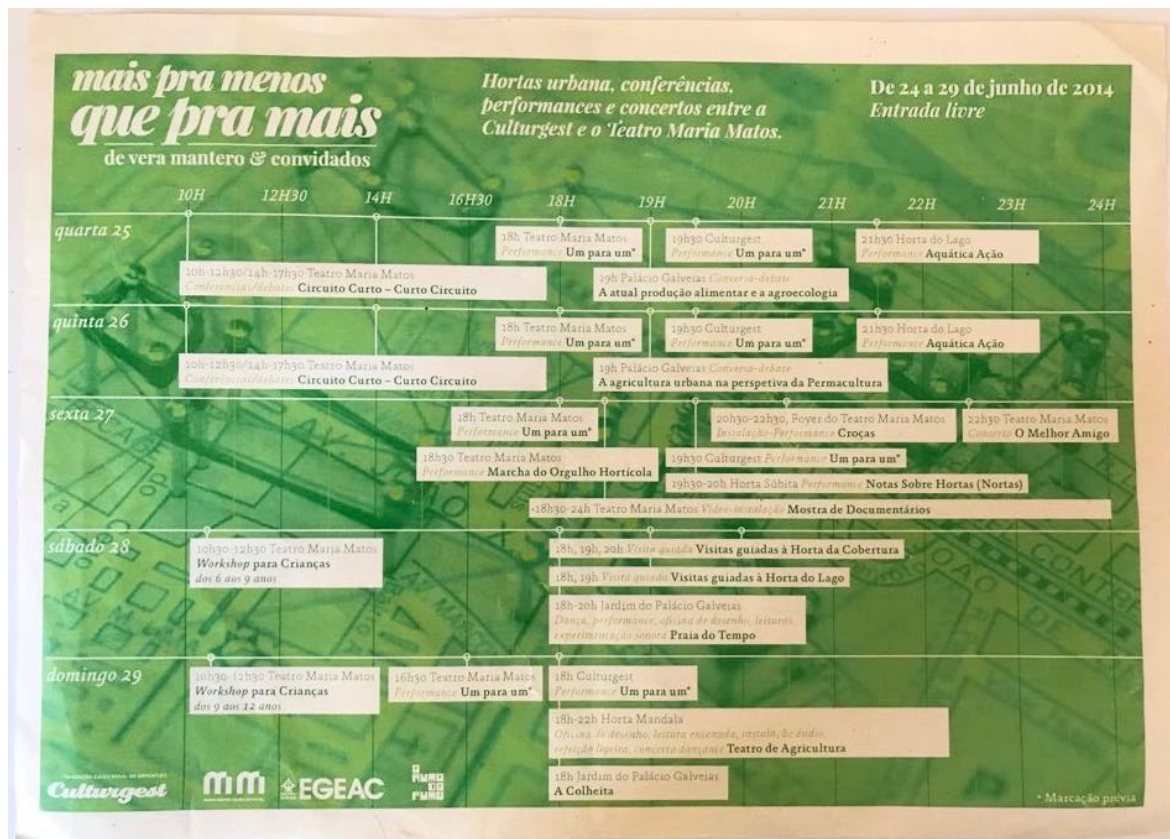 mais pra menos
que pra mais
de vera mantero & convidados
Hortas urbana, conferências,
performances e concertos entre a
Culturgest e o Teatro Maria Matos.
De 24 a 29 de junho de 2014
Entrada livre
10H 12H30 14H 16H30 18H 19H 20H 21H 22H 23H 24H
quarta 25
18h Teatro Maria Matos
Performance Um para um*
19h30 Culturgest
Performance Um para um*
21h30 Horta do Lago
Performance Aquática Ação
10h-12h30/14h-17h30 Teatro Maria Matos
Conferências/debates Circuito Curto – Curto Circuito
19h Palácio Galveias Conversa-debate
A atual produção alimentar e a agroecologia
quinta 26
18h Teatro Maria Matos
Performance Um para um*
19h30 Culturgest
Performance Um para um*
21h30 Horta do Lago
Performance Aquática Ação
10h-12h30/14h-17h30 Teatro Maria Matos
Conferências/debates Circuito Curto – Curto Circuito
19h Palácio Galveias Conversa-debate
A agricultura urbana na perspetiva da Permacultura
sexta 27
18h Teatro Maria Matos
Performance Um para um*
20h30-22h30, Foyer do Teatro Maria Matos
Instalação-Performance Croças
22h30 Teatro Maria Matos
Concerto O Melhor Amigo
18h30 Teatro Maria Matos
Performance Marcha do Orgulho Hortícola
19h30 Culturgest Performance Um para um*
19h30-20h Horta Súbita Performance Notas Sobre Hortas (Nortas)
18h30-24h Teatro Maria Matos Vídeo-instalação Mostra de Documentários
sábado 28
10h30-12h30 Teatro Maria Matos
Workshop para Crianças
dos 6 aos 9 anos
18h, 19h, 20h Visita guiada Visitas guiadas à Horta da Cobertura
18h, 19h Visita guiada Visitas guiadas à Horta do Lago
18h-20h Jardim do Palácio Galveias
Dança, performance, oficina de desenho, leituras,
experimentação sonora Praia do Tempo
domingo 29
10h30-12h30 Teatro Maria Matos
Workshop para Crianças
dos 9 aos 12 anos
16h30 Teatro Maria Matos
Performance Um para um*
18h Culturgest
Performance Um para um*
18h-22h Horta Mandala
Oficina de desenho, leitura encenada, instalação áudio,
refeição ligeira, concerto dançante Teatro de Agricultura
18h Jardim do Palácio Galveias
A Colheita
Culturgest
mm
EGEAC
o rumo do fumo
* Marcação prévia